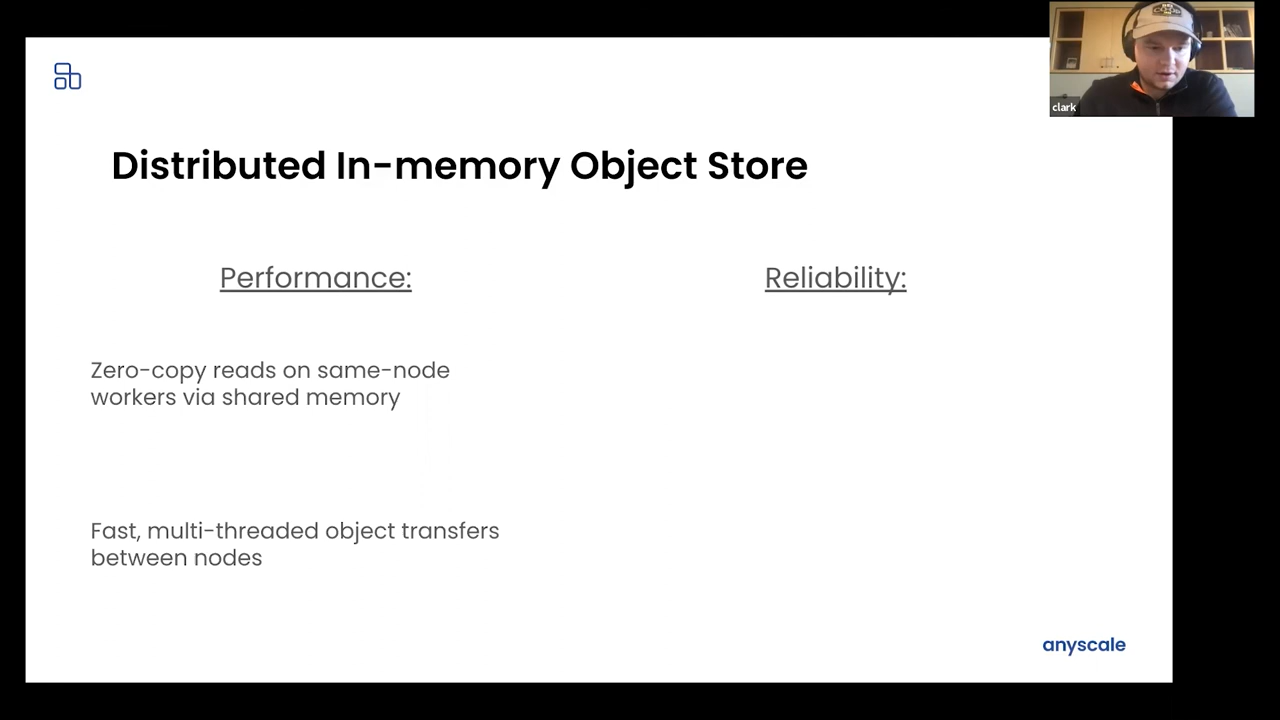 clark
Distributed In-memory Object Store
Performance:
Zero-copy reads on same-node
workers via shared memory
Fast, multi-threaded object transfers
between nodes
Reliability:
anyscale